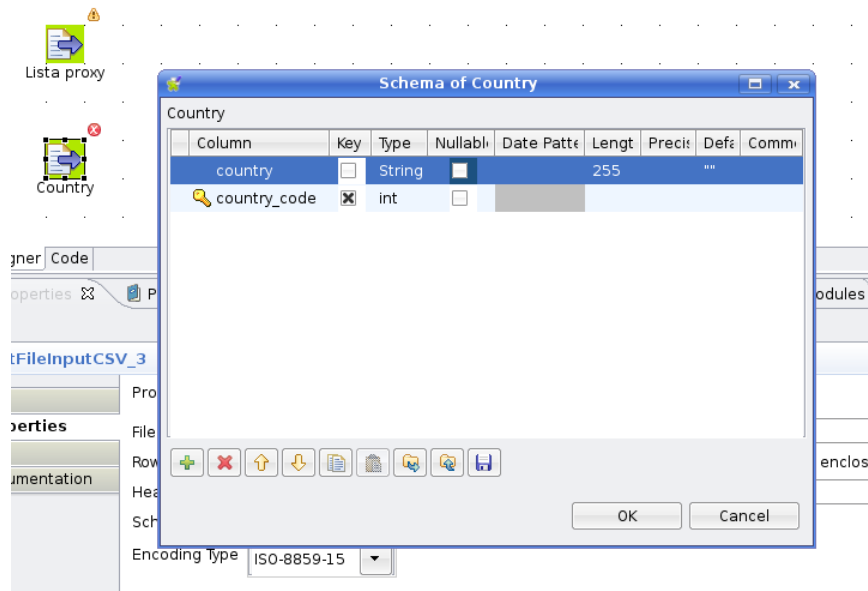 Lista proxy
Schema of Country
Country
Column Key Type Nullabl Date Patte Lengt Precis Defa Comm
country String 255 ""
country_code int
Country
gner Code
operties P odules
tFileInputCSV_3
Pro
perties File
Row enclos
umentation
Hea
OK Cancel
Sch
Encoding Type ISO-8859-15